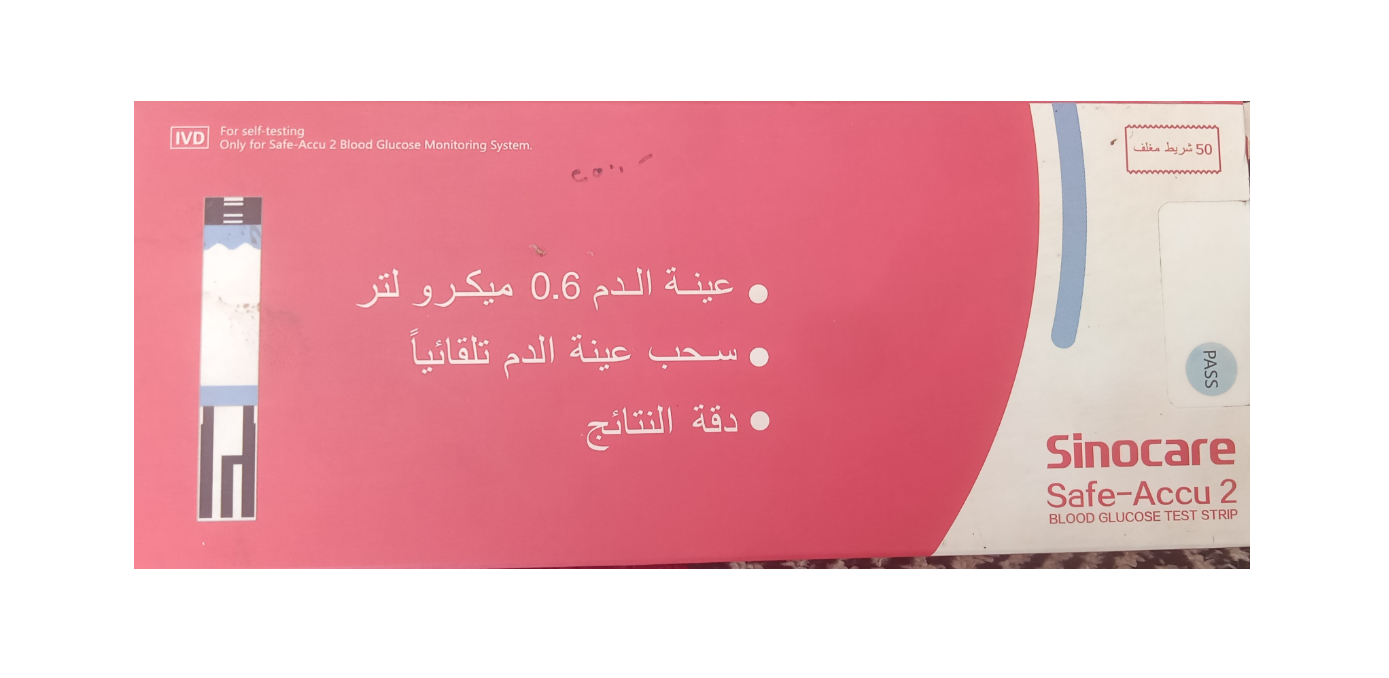 IVD
For self-testing
Only for Safe-Accu 2 Blood Glucose Monitoring System.
50 شريط مغلف
عينة الدم 0.6 ميكرو لتر
سحب عينة الدم تلقائياً
دقة النتائج
PASS
Sinocare
Safe-Accu 2
BLOOD GLUCOSE TEST STRIP